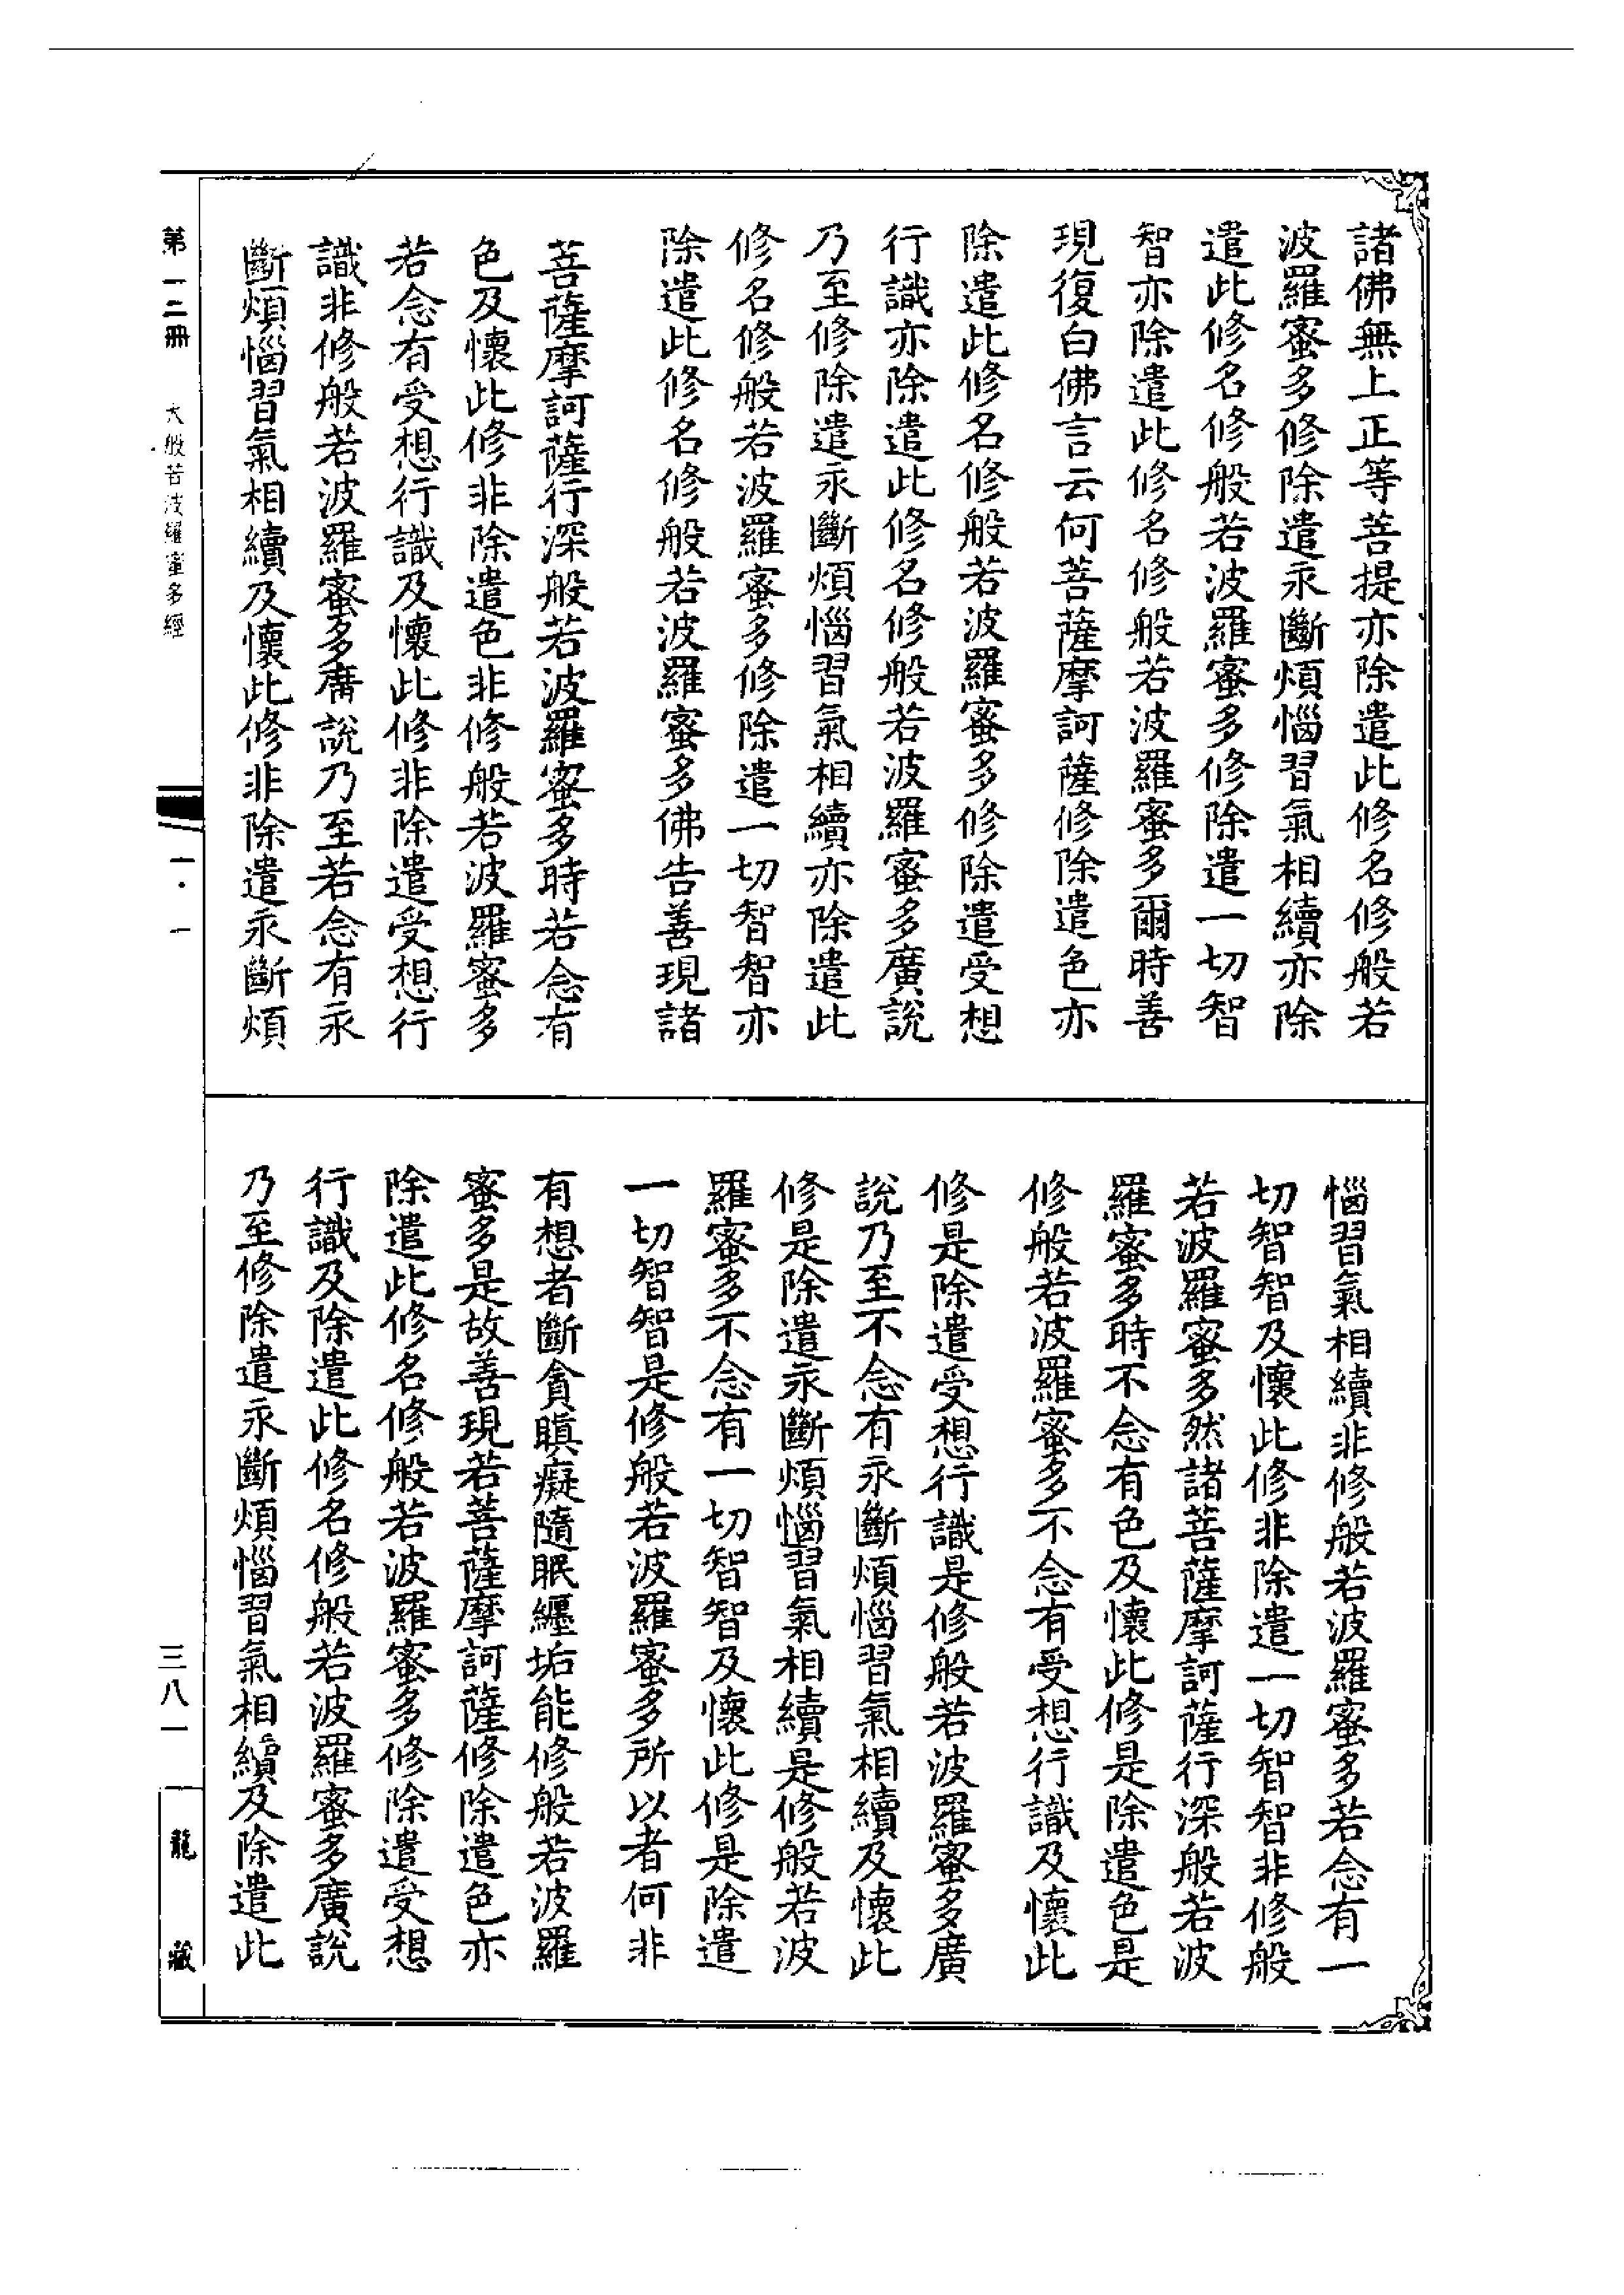 諸佛無上正等菩提亦除遣此修名修般若
波羅蜜多修除遣永斷煩惱習氣相續亦除
遣此修名修般若波羅蜜多修除遣一切智
智亦除遣此修名修般若波羅蜜多爾時善
現復白佛言云何菩薩摩訶薩修除遣色亦
除遣此修名修般若波羅蜜多修除遣受想
行識亦除遣此修名修般若波羅蜜多廣說
乃至修除遣永斷煩惱習氣相續亦除遣此
修名修般若波羅蜜多修除遣一切智智亦
除遣此修名修般若波羅蜜多佛告善現諸
菩薩摩訶薩行深般若波羅蜜多時若念有
色及懷此修非除遣色非修般若波羅蜜多
若念有受想行識及懷此修非除遣受想行
識非修般若波羅蜜多廣說乃至若念有永
斷煩惱習氣相續及懷此修非除遣永斷煩
惱習氣相續非修般若波羅蜜多若念有一
切智智及懷此修非除遣一切智智非修般
若波羅蜜多然諸菩薩摩訶薩行深般若波
羅蜜多時不念有色及懷此修是除遣色是
修般若波羅蜜多不念有受想行識及懷此
修是除遣受想行識是修般若波羅蜜多廣
說乃至不念有永斷煩惱習氣相續及懷此
修是除遣永斷煩惱習氣相續是修般若波
羅蜜多不念有一切智智及懷此修是除遣
一切智智是修般若波羅蜜多所以者何非
有想者斷貪瞋癡隨眠纏垢能修般若波羅
蜜多是故善現若菩薩摩訶薩修除遣色亦
除遣此修名修般若波羅蜜多修除遣受想
行識及除遣此修名修般若波羅蜜多廣說
乃至修除遣永斷煩惱習氣相續及除遣此
第一二冊 大般若波羅蜜多經 一·一 三八一 龍藏